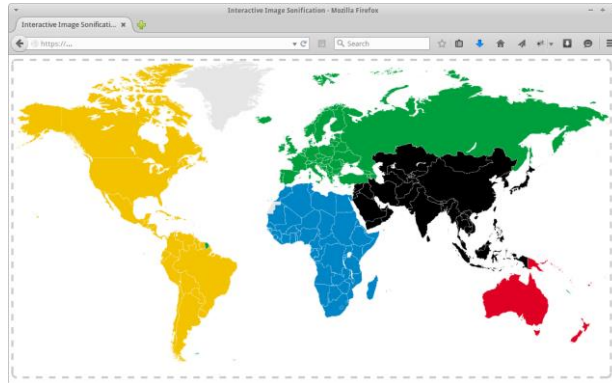 Interactive Image Sonification - Mozilla Firefox
Interactive Image Sonificati...
https://...
Search